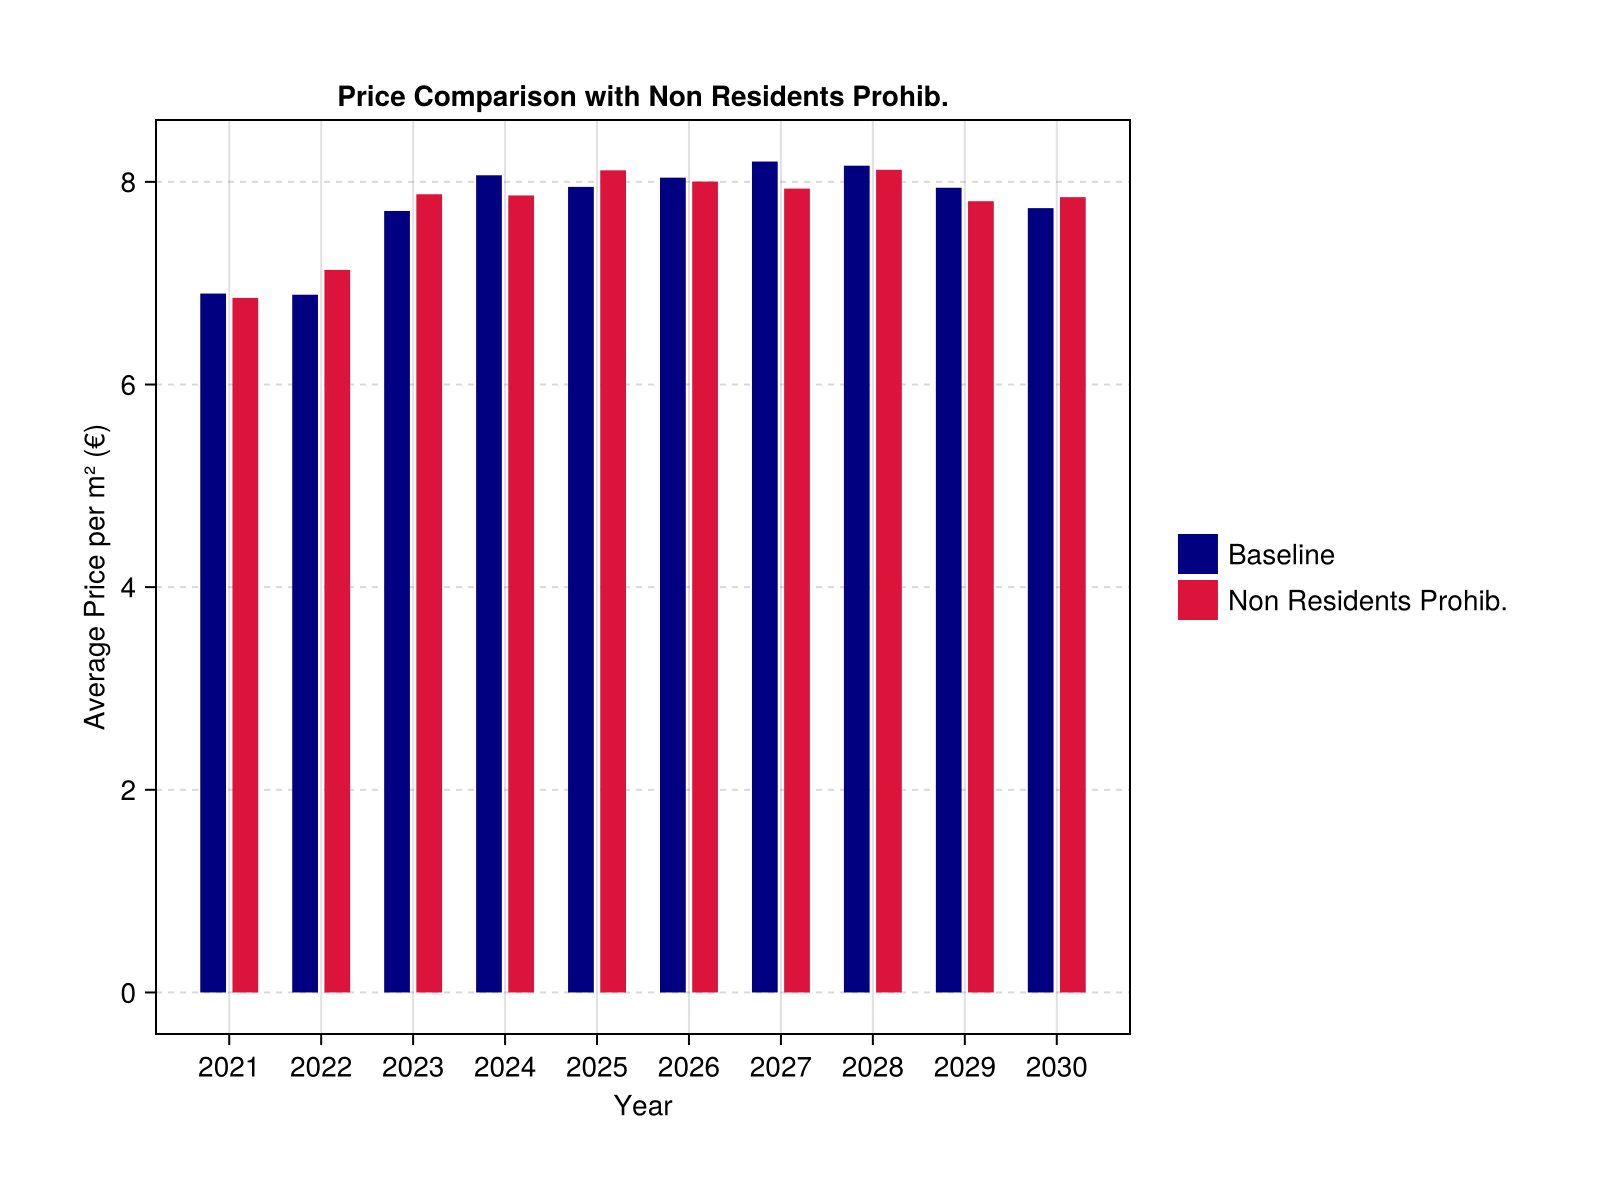 Price Comparison with Non Residents Prohib.
Average Price per m² (€)
8
6
4
2
0
2021 2022 2023 2024 2025 2026 2027 2028 2029 2030
Year
Baseline
Non Residents Prohib.